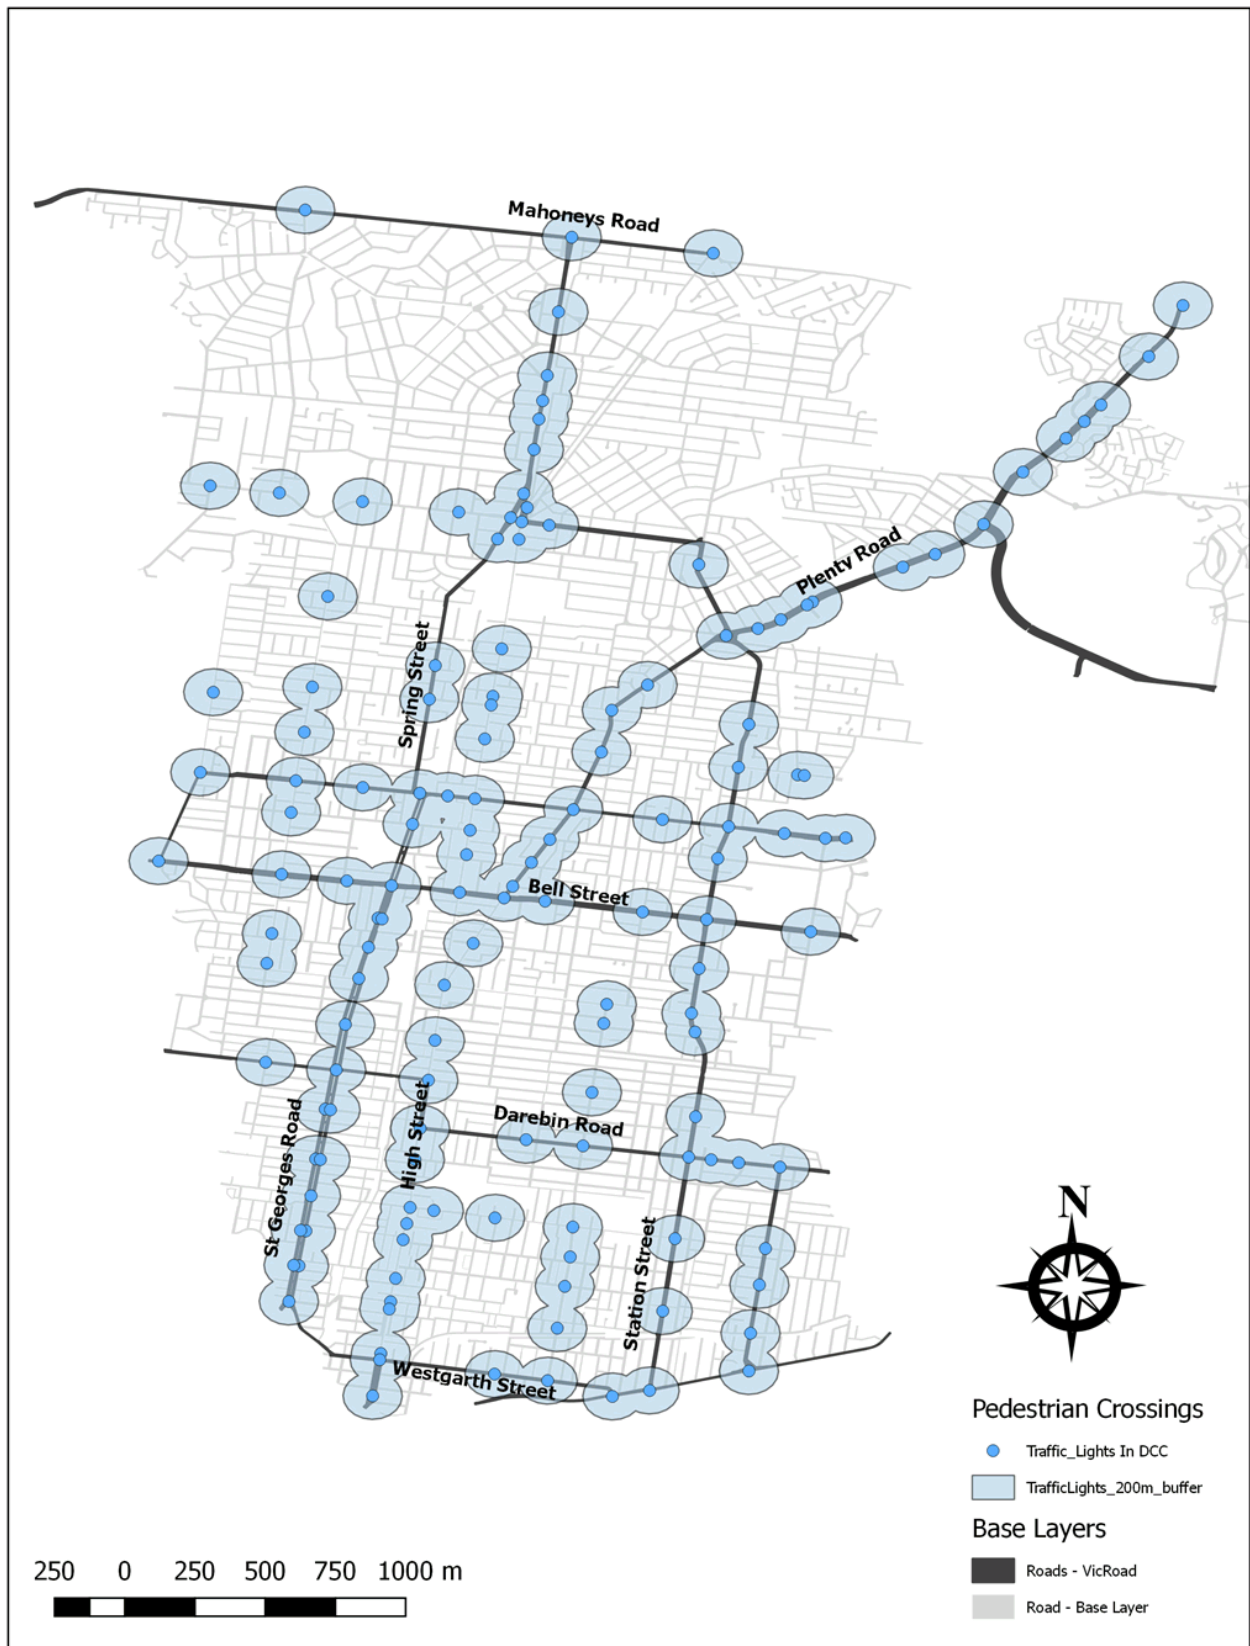 Mahoneys Road
Plenty Road
Spring Street
Bell Street
High Street
Darebin Road
St Georges Road
Station Street
Westgarth Street
N
Pedestrian Crossings
Traffic_Lights In DCC
TrafficLights_200m_buffer
Base Layers
Roads - VicRoad
Road - Base Layer
250 0 250 500 750 1000 m